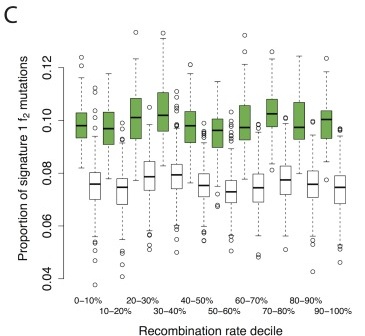 C
Proportion of signature 1 f2 mutations
0.12
0.10
0.08
0.06
0.04
0−10% 20−30% 40−50% 60−70% 80−90%
10−20% 30−40% 50−60% 70−80% 90−100%
Recombination rate decile